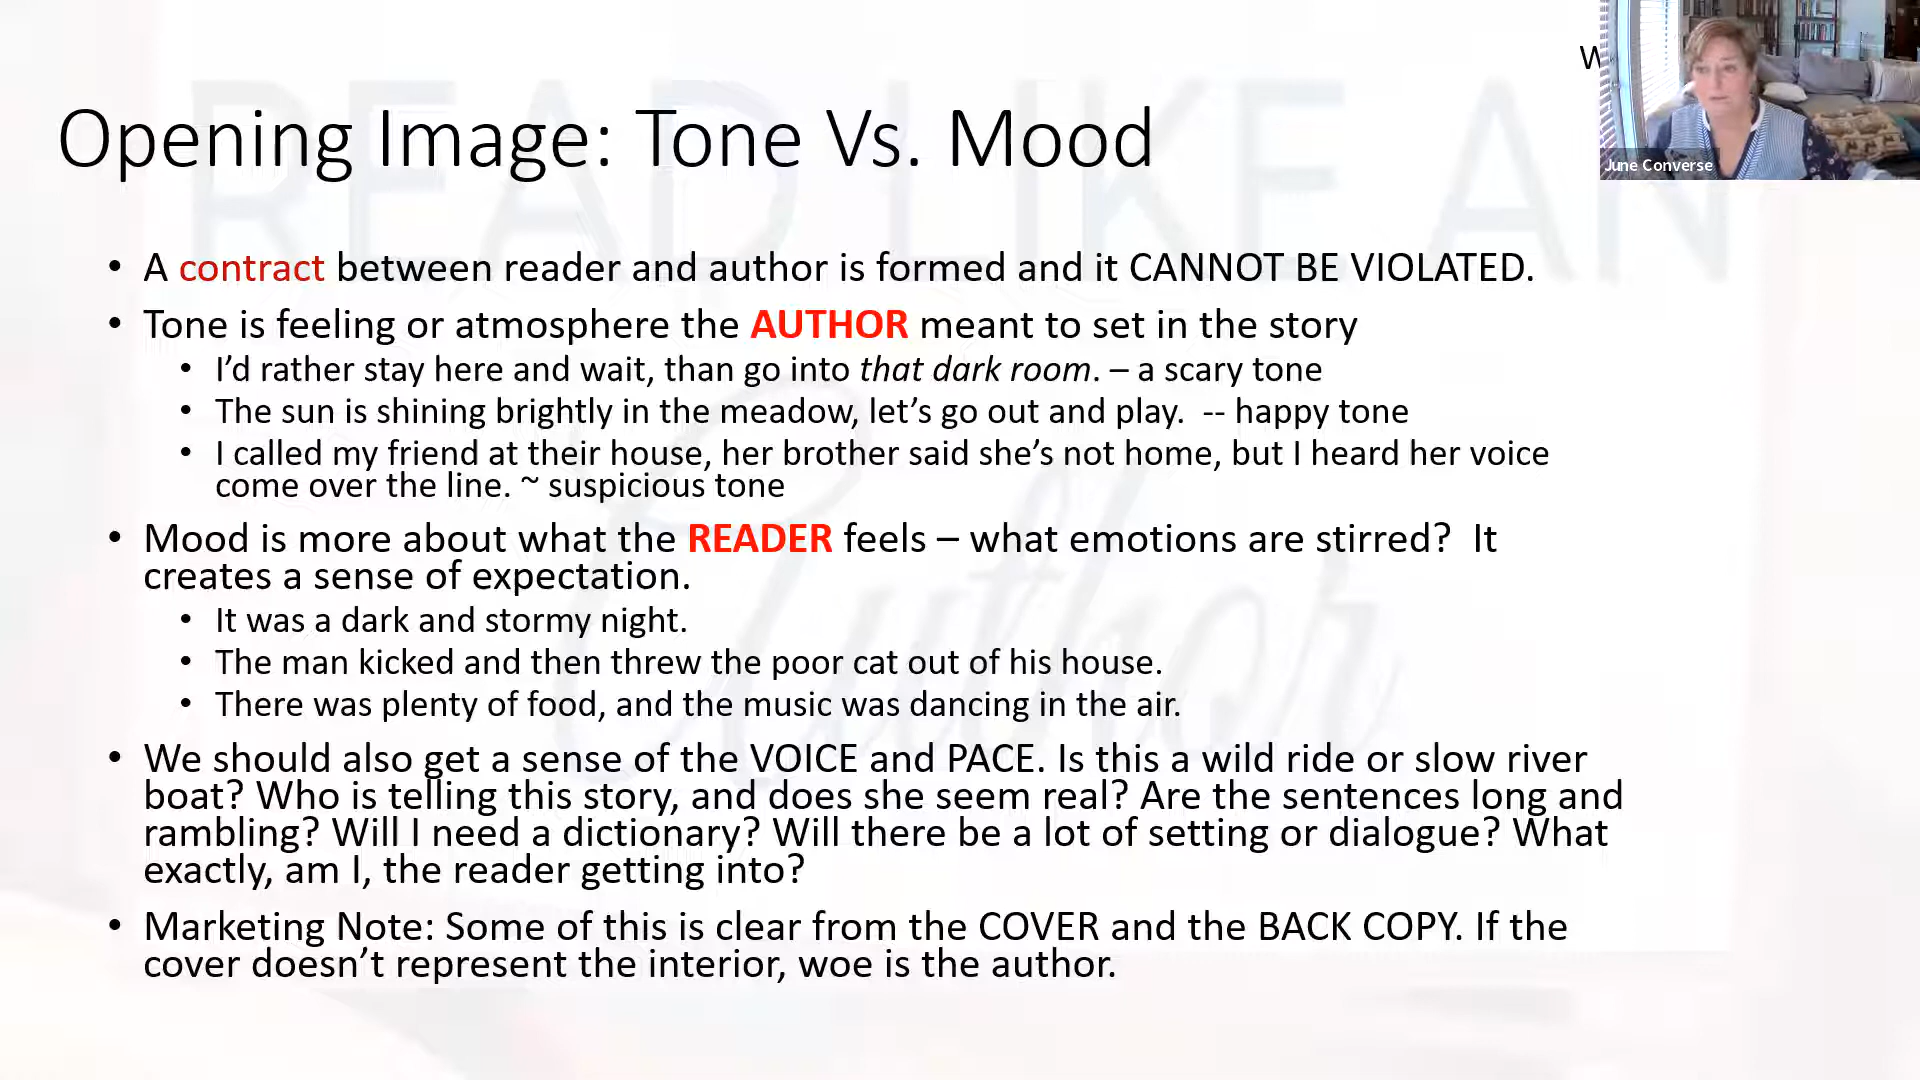 W
June Converse
READ LIKE AN
Author
Opening Image: Tone Vs. Mood
• A contract between reader and author is formed and it CANNOT BE VIOLATED.
• Tone is feeling or atmosphere the AUTHOR meant to set in the story
• I’d rather stay here and wait, than go into that dark room. – a scary tone
• The sun is shining brightly in the meadow, let’s go out and play.  -- happy tone
• I called my friend at their house, her brother said she’s not home, but I heard her voice
come over the line. ~ suspicious tone
• Mood is more about what the READER feels – what emotions are stirred?  It
creates a sense of expectation.
• It was a dark and stormy night.
• The man kicked and then threw the poor cat out of his house.
• There was plenty of food, and the music was dancing in the air.
• We should also get a sense of the VOICE and PACE. Is this a wild ride or slow river
boat? Who is telling this story, and does she seem real? Are the sentences long and
rambling? Will I need a dictionary? Will there be a lot of setting or dialogue? What
exactly, am I, the reader getting into?
• Marketing Note: Some of this is clear from the COVER and the BACK COPY. If the
cover doesn’t represent the interior, woe is the author.